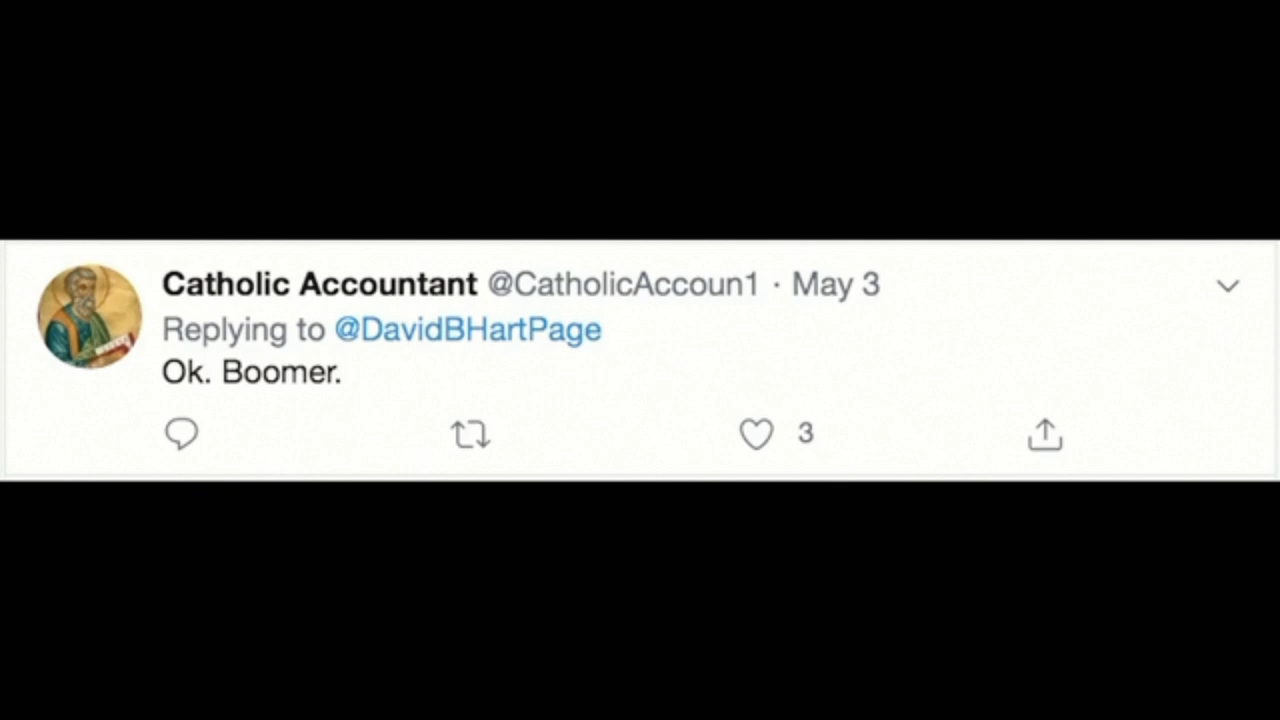 Catholic Accountant @CatholicAccoun1 · May 3
Replying to @DavidBHartPage
Ok. Boomer.
3